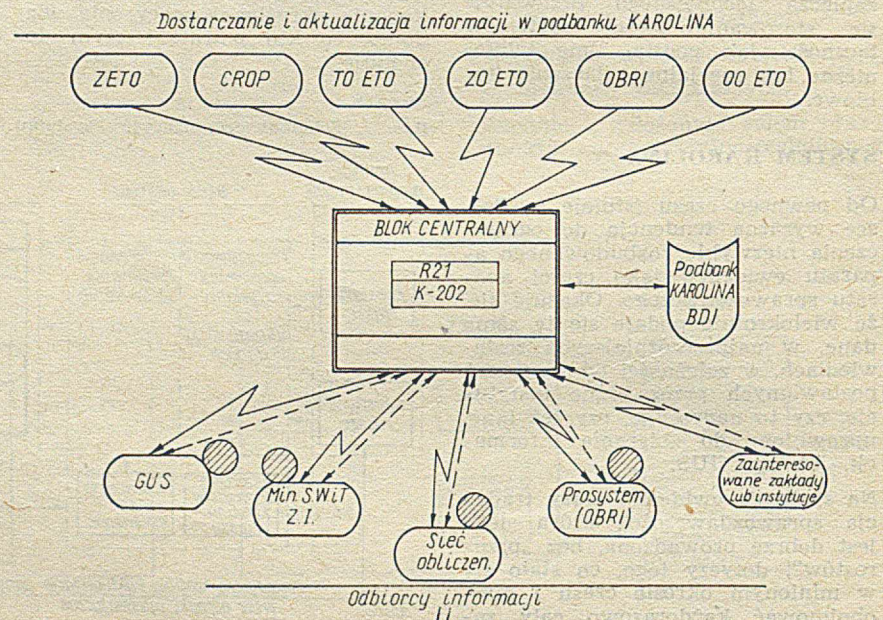 Dostarczanie i aktualizacja informacji w podbanku KAROLINA
ZETO
CROP
TO ETO
ZO ETO
OBRI
OO ETO
BLOK CENTRALNY
R21
K-202
Podbank
KAROLINA
BDI
GUS
Min. S.W i T
Z.I.
Sieć
obliczen.
Prosystem
(OBRI)
Zaintereso-
wane zakłady
lub instytucje
Odbiorcy informacji